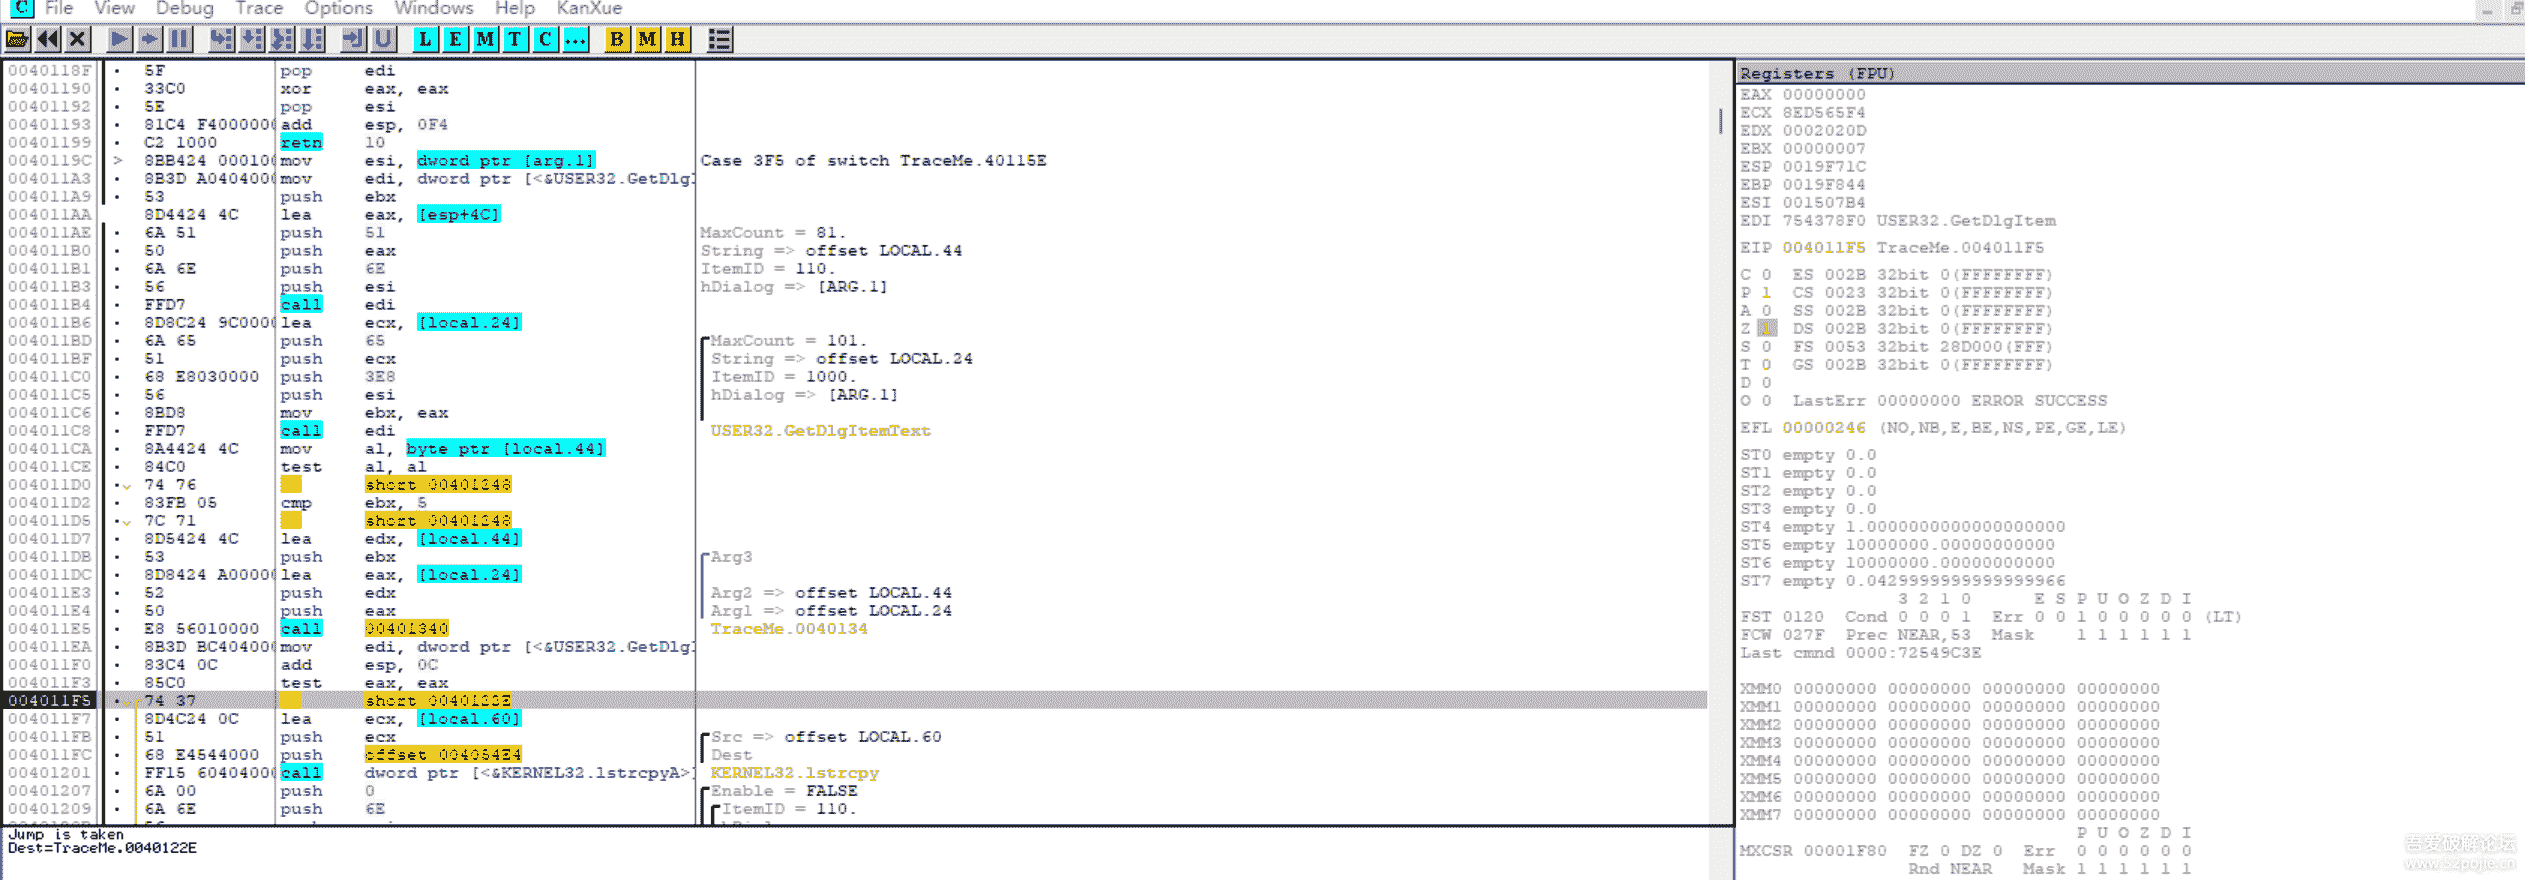 C File View Debug Trace Options Windows Help KanXue
L E M T C ... B M H
0040118F · 5F pop edi
00401190 · 33C0 xor eax, eax
00401192 · 5E pop esi
00401193 · 81C4 F4000000 add esp, 0F4
00401199 · C2 1000 retn 10
0040119C > 8BB424 000100 mov esi, dword ptr [arg.1] Case 3F5 of switch TraceMe.40115E
004011A3 · 8B3D A0404000 mov edi, dword ptr [<&USER32.GetDlgI
004011A9 · 53 push ebx
004011AA 8D4424 4C lea eax, [esp+4C]
004011AE · 6A 51 push 51 MaxCount = 81.
004011B0 · 50 push eax String => offset LOCAL.44
004011B1 · 6A 6E push 6E ItemID = 110.
004011B3 · 56 push esi hDialog => [ARG.1]
004011B4 · FFD7 call edi
004011B6 · 8D8C24 9C0000 lea ecx, [local.24]
004011BD · 6A 65 push 65 MaxCount = 101.
004011BF · 51 push ecx String => offset LOCAL.24
004011C0 · 68 E8030000 push 3E8 ItemID = 1000.
004011C5 · 56 push esi hDialog => [ARG.1]
004011C6 · 8BD8 mov ebx, eax
004011C8 · FFD7 call edi USER32.GetDlgItemText
004011CA · 8A4424 4C mov al, byte ptr [local.44]
004011CE · 84C0 test al, al
004011D0 · 74 76 short 00401248
004011D2 · 83FB 05 cmp ebx, 5
004011D5 · 7C 71 short 00401248
004011D7 · 8D5424 4C lea edx, [local.44]
004011DB · 53 push ebx Arg3
004011DC · 8D8424 A00000 lea eax, [local.24]
004011E3 · 52 push edx Arg2 => offset LOCAL.44
004011E4 · 50 push eax Arg1 => offset LOCAL.24
004011E5 · E8 56010000 call 00401340 TraceMe.0040134
004011EA · 8B3D BC404000 mov edi, dword ptr [<&USER32.GetDlgI
004011F0 · 83C4 0C add esp, 0C
004011F3 · 85C0 test eax, eax
004011F5 · 74 37 short 0040122E
004011F7 · 8D4C24 0C lea ecx, [local.60]
004011FB · 51 push ecx Src => offset LOCAL.60
004011FC · 68 E4544000 push offset 004054E4 Dest
00401201 · FF15 60404000 call dword ptr [<&KERNEL32.lstrcpyA>] KERNEL32.lstrcpy
00401207 · 6A 00 push 0 Enable = FALSE
00401209 · 6A 6E push 6E ItemID = 110.
Jump is taken
Dest=TraceMe.0040122E
Registers (FPU)
EAX 00000000
ECX 8ED565F4
EDX 0002020D
EBX 00000007
ESP 0019F71C
EBP 0019F844
ESI 001507B4
EDI 754378F0 USER32.GetDlgItem
EIP 004011F5 TraceMe.004011F5
C 0 ES 002B 32bit 0(FFFFFFFF)
P 1 CS 0023 32bit 0(FFFFFFFF)
A 0 SS 002B 32bit 0(FFFFFFFF)
Z 1 DS 002B 32bit 0(FFFFFFFF)
S 0 FS 0053 32bit 28D000(FFF)
T 0 GS 002B 32bit 0(FFFFFFFF)
D 0
O 0 LastErr 00000000 ERROR SUCCESS
EFL 00000246 (NO,NB,E,BE,NS,PE,GE,LE)
ST0 empty 0.0
ST1 empty 0.0
ST2 empty 0.0
ST3 empty 0.0
ST4 empty 1.0000000000000000000
ST5 empty 10000000.00000000000
ST6 empty 10000000.00000000000
ST7 empty 0.0429999999999999966
3 2 1 0 E S P U O Z D I
FST 0120 Cond 0 0 0 1 Err 0 0 1 0 0 0 0 0 (LT)
FCW 027F Prec NEAR,53 Mask 1 1 1 1 1 1
Last cmnd 0000:72549C3E
XMM0 00000000 00000000 00000000 00000000
XMM1 00000000 00000000 00000000 00000000
XMM2 00000000 00000000 00000000 00000000
XMM3 00000000 00000000 00000000 00000000
XMM4 00000000 00000000 00000000 00000000
XMM5 00000000 00000000 00000000 00000000
XMM6 00000000 00000000 00000000 00000000
XMM7 00000000 00000000 00000000 00000000
P U O Z D I
MXCSR 00001F80 FZ 0 DZ 0 Err 0 0 0 0 0 0
Rnd NEAR Mask 1 1 1 1 1 1
吾爱破解论坛
www.52pojie.cn